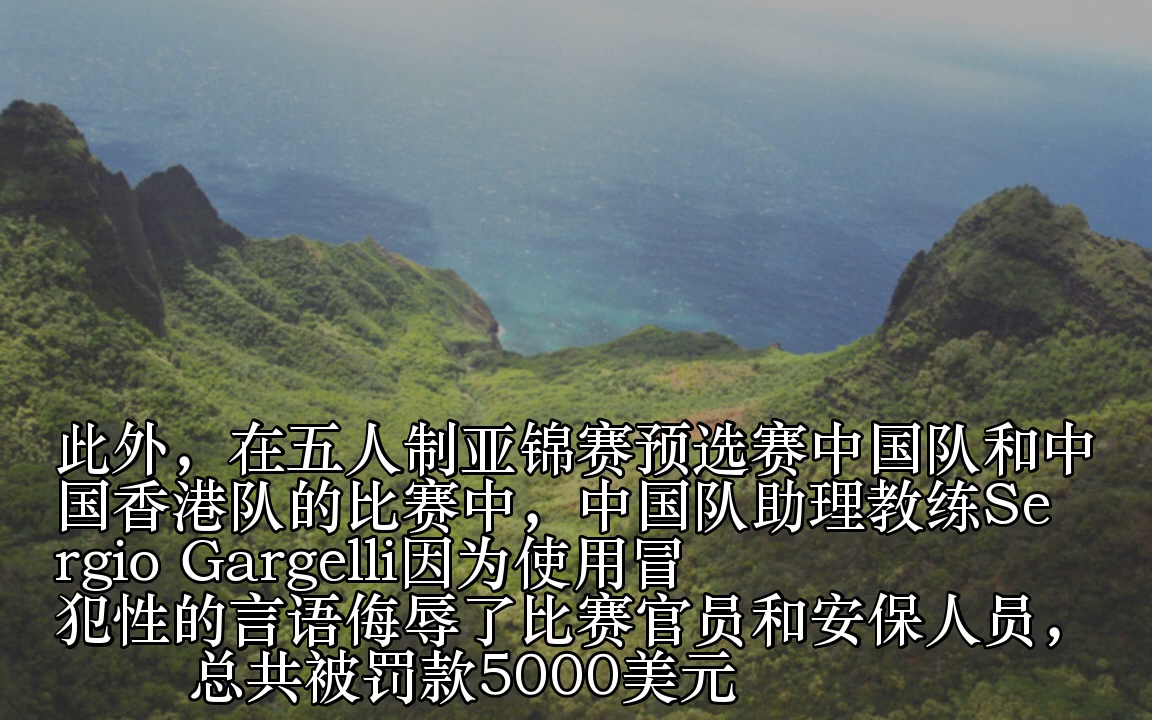 此外，在五人制亚锦赛预选赛中国队和中
国香港队的比赛中，中国队助理教练Se
rgio Gargelli因为使用冒
犯性的言语侮辱了比赛官员和安保人员，
总共被罚款5000美元